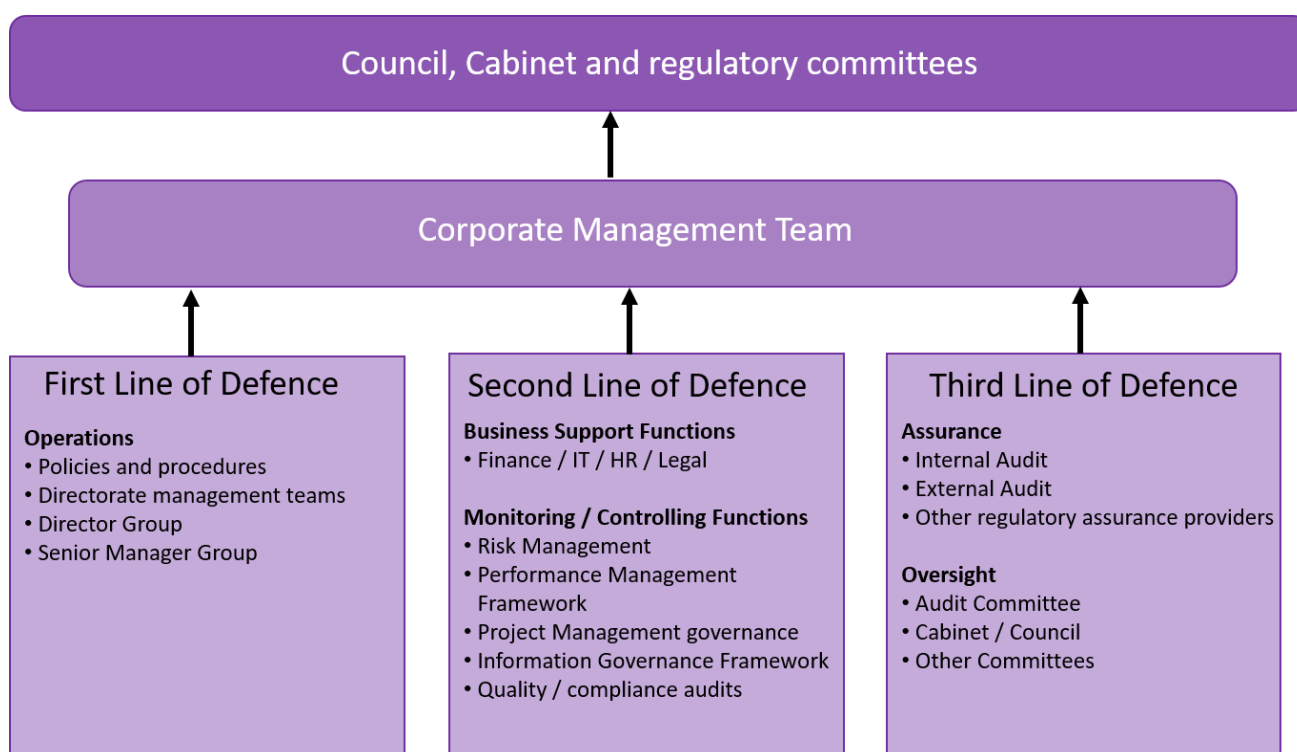 Council, Cabinet and regulatory committees
Corporate Management Team
First Line of Defence
Operations
• Policies and procedures
• Directorate management teams
• Director Group
• Senior Manager Group
Second Line of Defence
Business Support Functions
• Finance / IT / HR / Legal
Monitoring / Controlling Functions
• Risk Management
• Performance Management
Framework
• Project Management governance
• Information Governance Framework
• Quality / compliance audits
Third Line of Defence
Assurance
• Internal Audit
• External Audit
• Other regulatory assurance providers
Oversight
• Audit Committee
• Cabinet / Council
• Other Committees